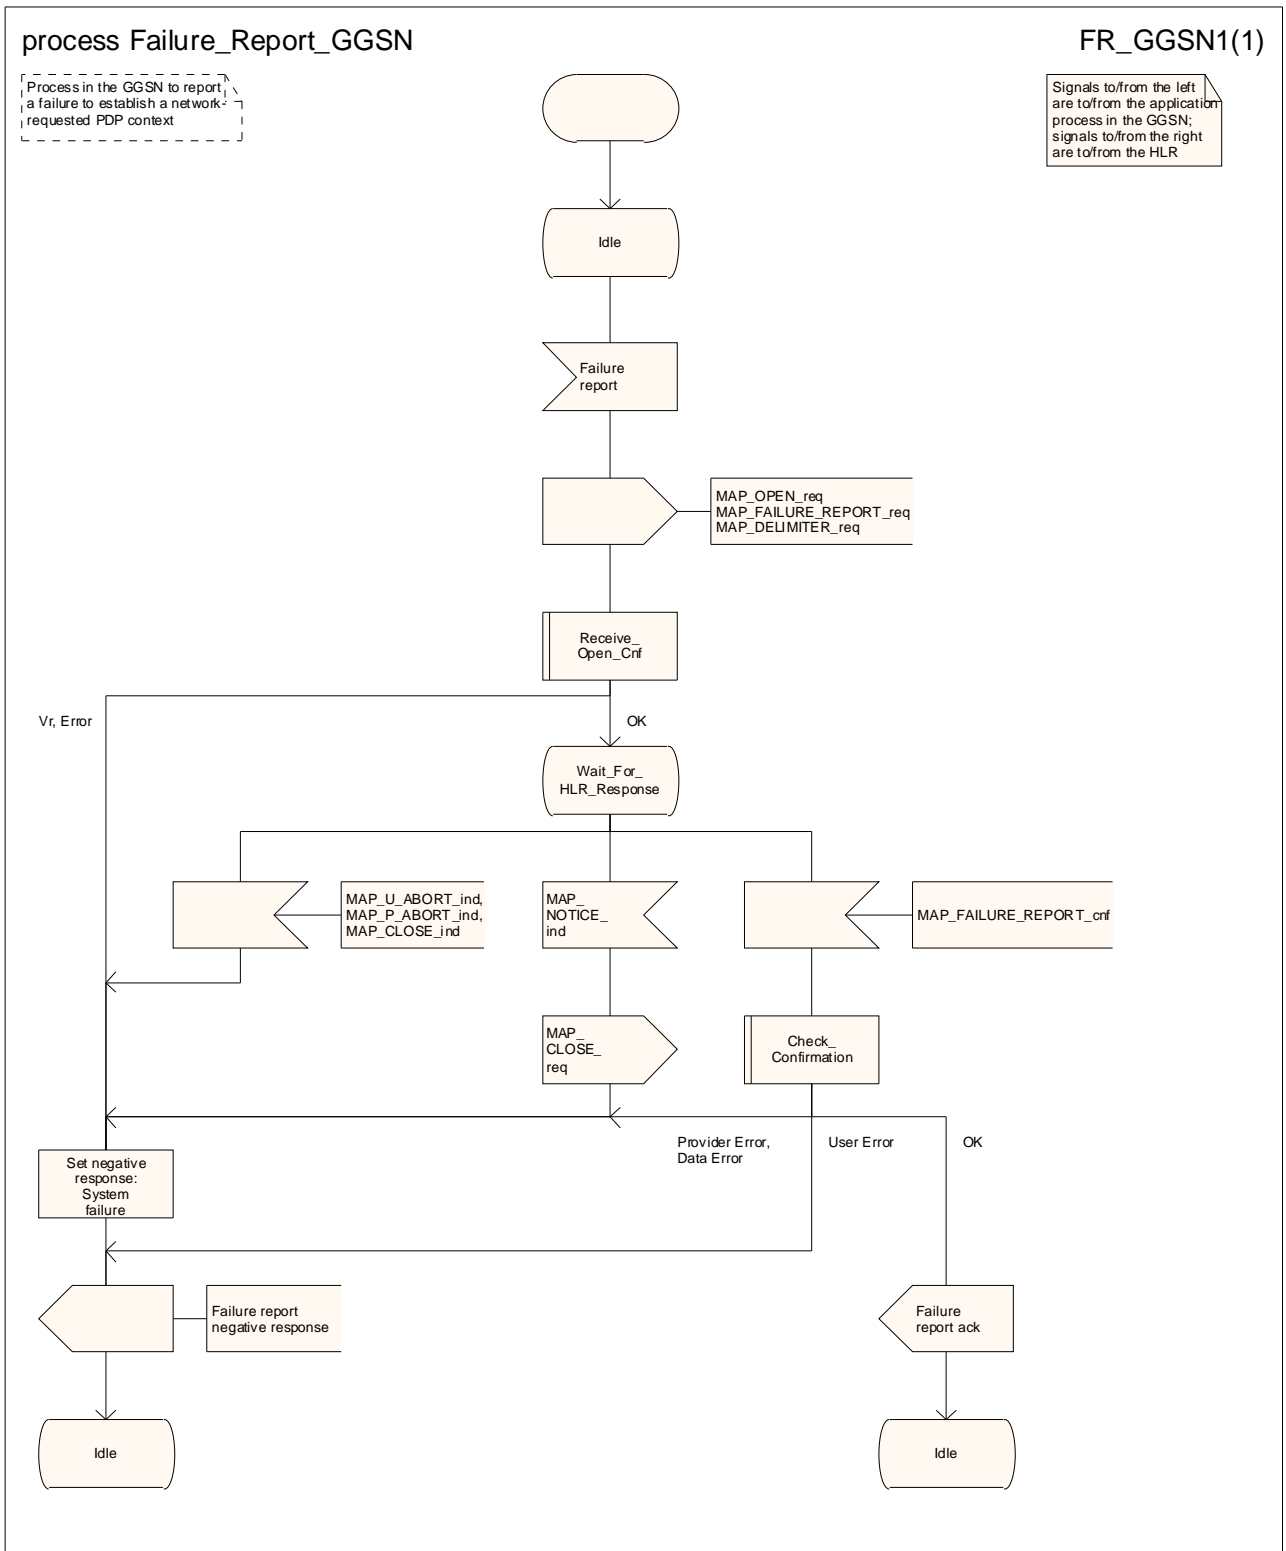 process Failure_Report_GGSN
FR_GGSN1(1)
Process in the GGSN to report
a failure to establish a network-
requested PDP context
Signals to/from the left
are to/from the application
process in the GGSN;
signals to/from the right
are to/from the HLR
Idle
Failure
report
MAP_OPEN_req
MAP_FAILURE_REPORT_req
MAP_DELIMITER_req
Receive_
Open_Cnf
Vr, Error
OK
Wait_For_
HLR_Response
MAP_U_ABORT_ind,
MAP_P_ABORT_ind,
MAP_CLOSE_ind
MAP_
NOTICE_
ind
MAP_FAILURE_REPORT_cnf
MAP_
CLOSE_
req
Check_
Confirmation
Provider Error,
Data Error
User Error
OK
Set negative
response:
System
failure
Failure report
negative response
Failure
report ack
Idle
Idle